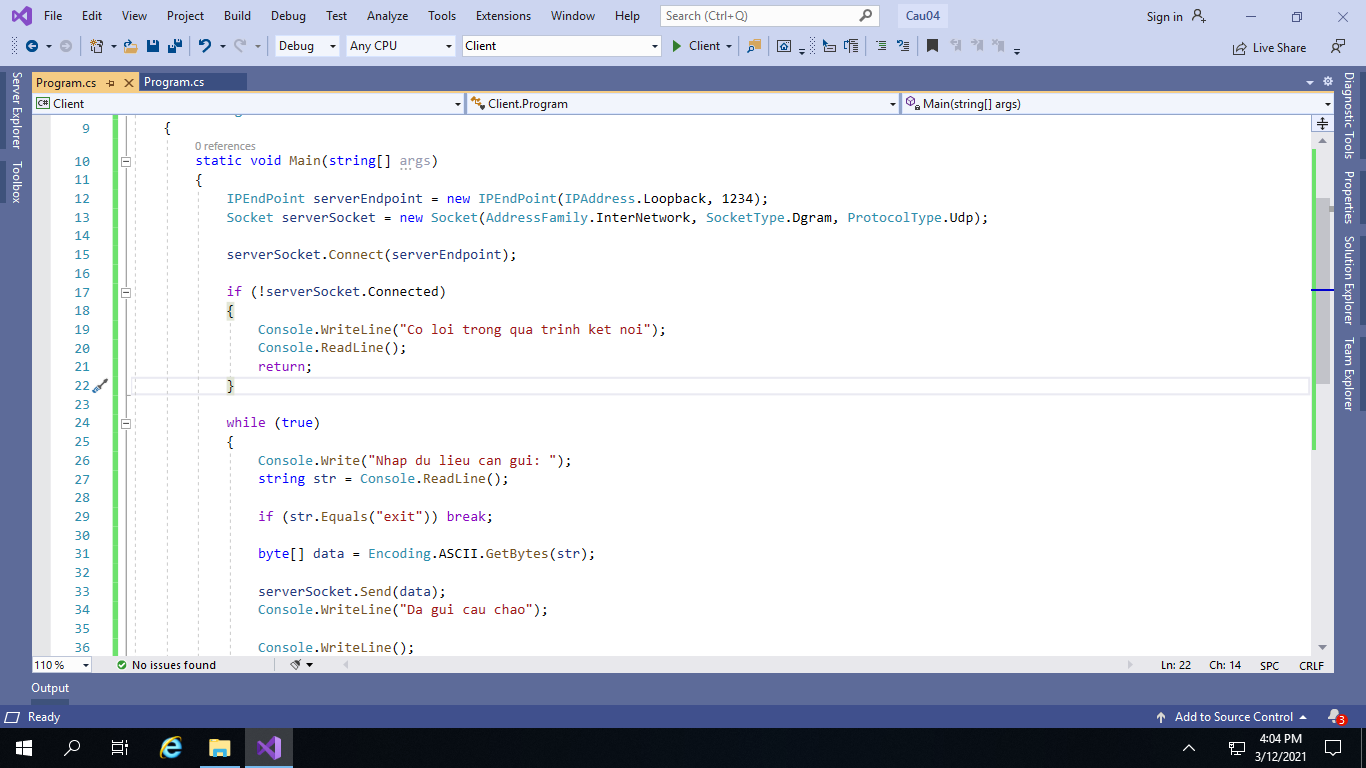 File Edit View Project Build Debug Test Analyze Tools Extensions Window Help Search (Ctrl+Q) Cau04 Sign in
Debug Any CPU Client Client Live Share
Program.cs Program.cs
Client Client.Program Main(string[] args)
Server Explorer
Toolbox
9 {
0 references
10 static void Main(string[] args)
11 {
12 IPEndPoint serverEndpoint = new IPEndPoint(IPAddress.Loopback, 1234);
13 Socket serverSocket = new Socket(AddressFamily.InterNetwork, SocketType.Dgram, ProtocolType.Udp);
14
15 serverSocket.Connect(serverEndpoint);
16
17 if (!serverSocket.Connected)
18 {
19 Console.WriteLine("Co loi trong qua trinh ket noi");
20 Console.ReadLine();
21 return;
22 }
23
24 while (true)
25 {
26 Console.Write("Nhap du lieu can gui: ");
27 string str = Console.ReadLine();
28
29 if (str.Equals("exit")) break;
30
31 byte[] data = Encoding.ASCII.GetBytes(str);
32
33 serverSocket.Send(data);
34 Console.WriteLine("Da gui cau chao");
35
36 Console.WriteLine();
Diagnostic Tools
Properties
Solution Explorer
Team Explorer
110 % No issues found Ln: 22 Ch: 14 SPC CRLF
Output
Ready Add to Source Control 3
4:04 PM
3/12/2021